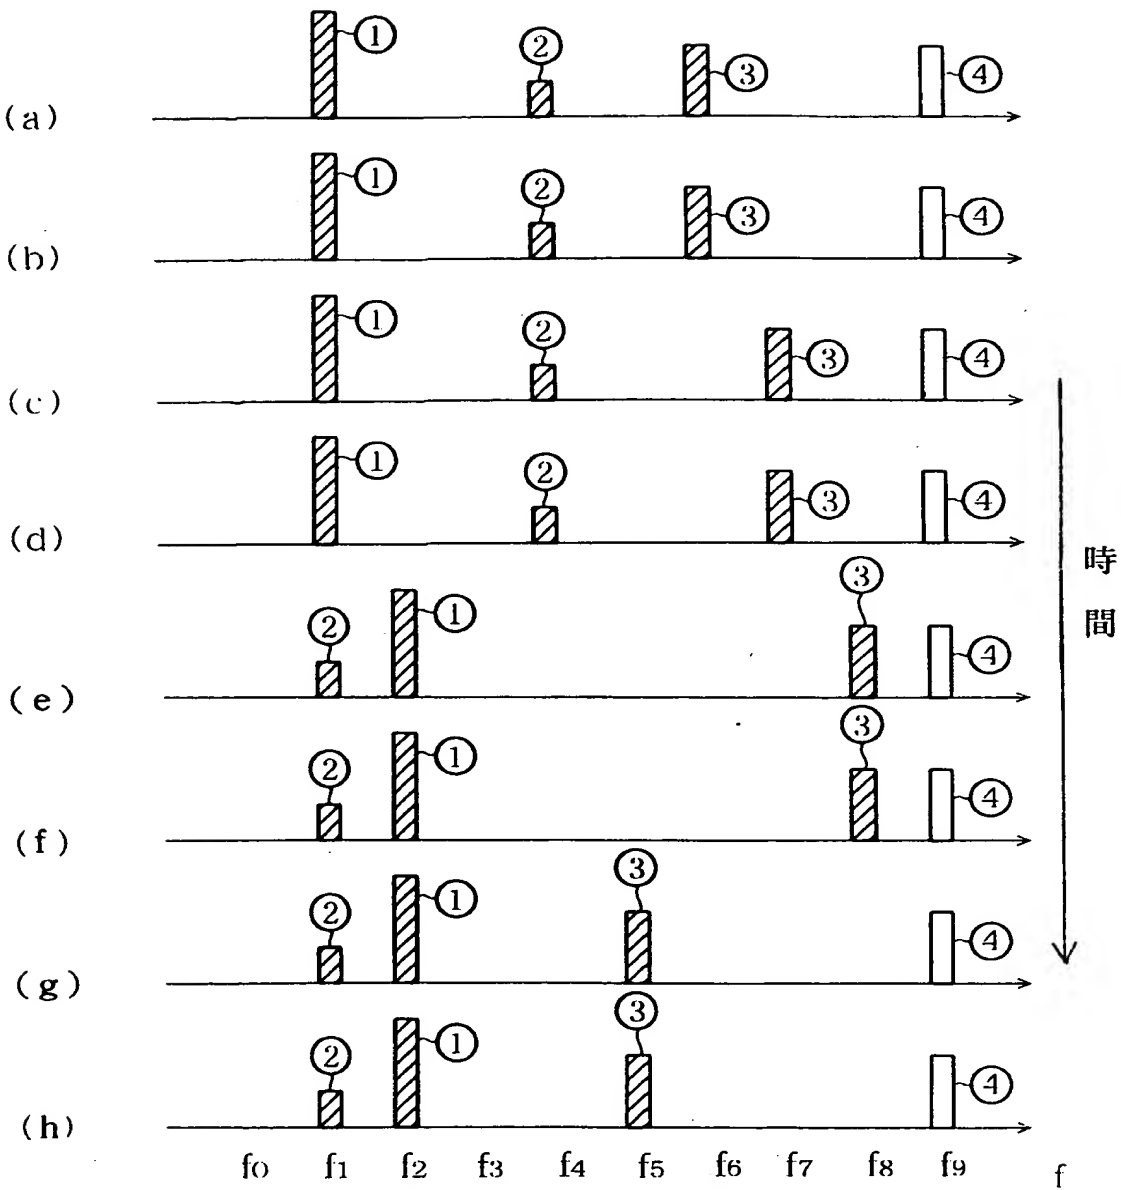 (a) ① ② ③ ④
(b) ① ② ③ ④
(c) ① ② ③ ④
(d) ① ② ③ ④
(e) ② ① ③ ④
(f) ② ① ③ ④
(g) ② ① ③ ④
(h) ② ① ③ ④
時間
f0 f1 f2 f3 f4 f5 f6 f7 f8 f9 f